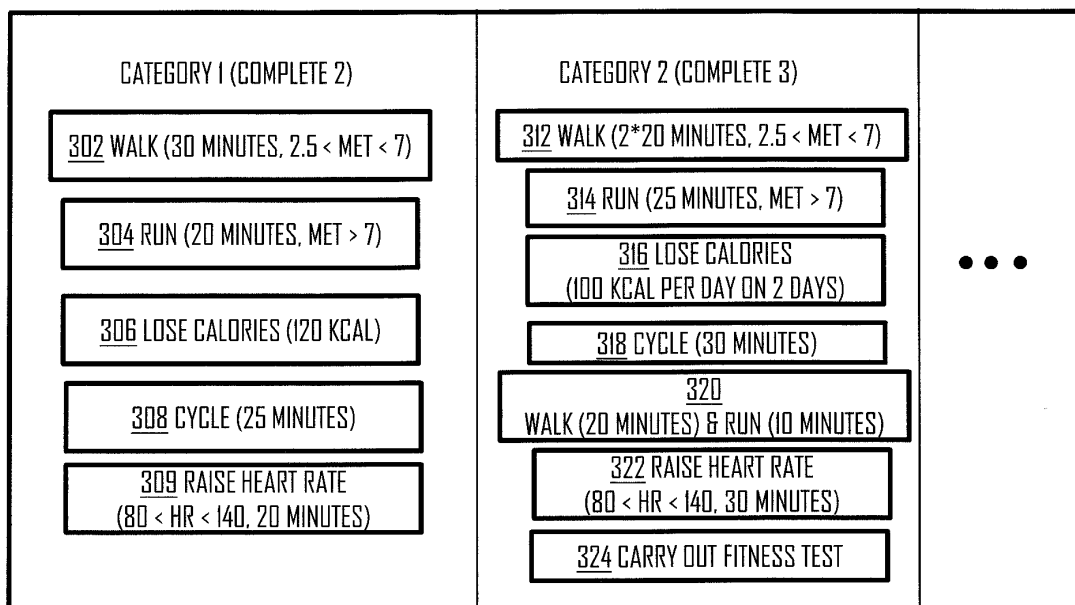 CATEGORY 1 (COMPLETE 2)
302 WALK (30 MINUTES, 2.5 < MET < 7)
304 RUN (20 MINUTES, MET > 7)
306 LOSE CALORIES (120 KCAL)
308 CYCLE (25 MINUTES)
309 RAISE HEART RATE
(80 < HR < 140, 20 MINUTES)
CATEGORY 2 (COMPLETE 3)
312 WALK (2*20 MINUTES, 2.5 < MET < 7)
314 RUN (25 MINUTES, MET > 7)
316 LOSE CALORIES
(100 KCAL PER DAY ON 2 DAYS)
318 CYCLE (30 MINUTES)
320
WALK (20 MINUTES) & RUN (10 MINUTES)
322 RAISE HEART RATE
(80 < HR < 140, 30 MINUTES)
324 CARRY OUT FITNESS TEST
• • •